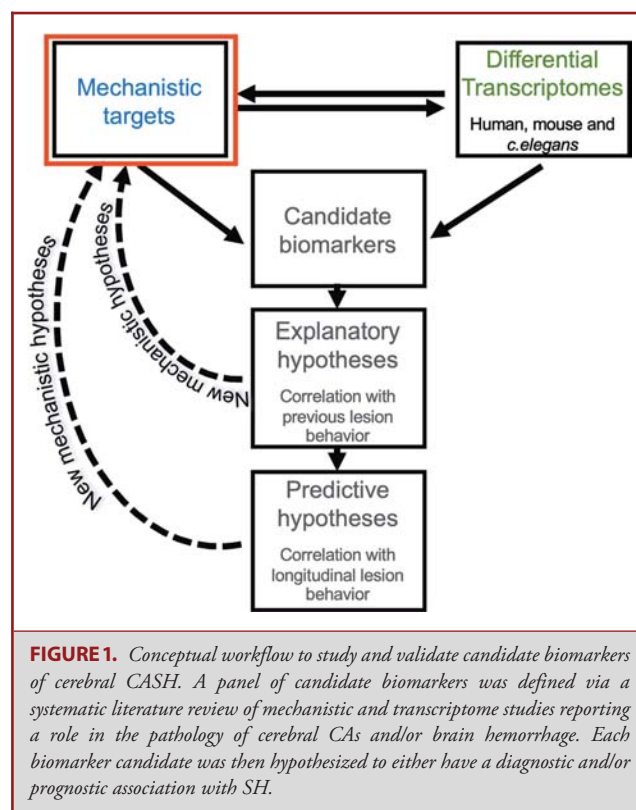 Mechanistic
targets
Differential
Transcriptomes
Human, mouse and
c.elegans
Candidate
biomarkers
Explanatory
hypotheses
Correlation with
previous lesion
behavior
Predictive
hypotheses
Correlation with
longitudinal lesion
behavior
New mechanistic hypotheses
New mechanistic hypotheses
FIGURE 1. Conceptual workflow to study and validate candidate biomarkers
of cerebral CASH. A panel of candidate biomarkers was defined via a
systematic literature review of mechanistic and transcriptome studies reporting
a role in the pathology of cerebral CAs and/or brain hemorrhage. Each
biomarker candidate was then hypothesized to either have a diagnostic and/or
prognostic association with SH.